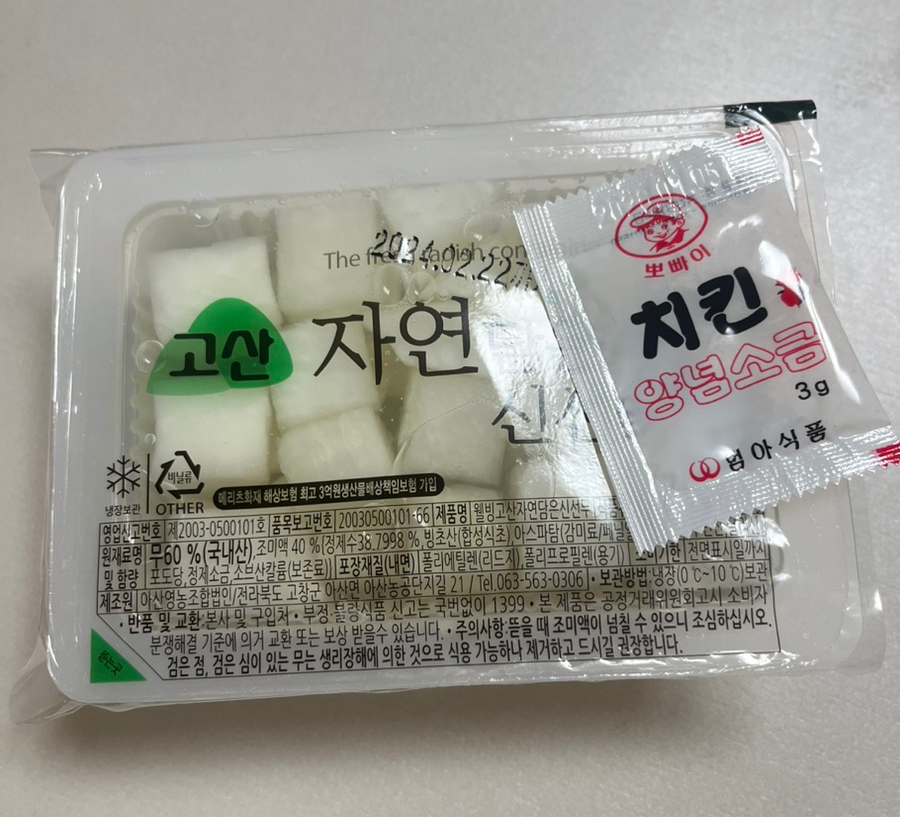 The fre
2024.02.22
고산
자연
신
뽀빠이
치킨
양념소금
3g
범아식품
냉장보관
비닐류
OTHER
메리츠화재 해상보험 최고 3억원생산물배상책임보험 가입
영업신고번호 제2003-0500101호 품목보고번호 20030500101-66 제품명 웰빙고산자연담은신선무
원재료명 무60 %(국내산), 조미액 40 %(정제수38.7998 %, 빙초산(합성식초), 아스파탐(감미료/페닐
및 함량 포도당, 정제소금, 소브산칼륨(보존료)) 포장재질(내면) 폴리에틸렌(리드지), 폴리프로필렌(용기) 전면표시일까지
제조원 아산영농조합법인/전라북도 고창군 아산면 아산농공단지길 21 / Tel 063-563-0306 • 보관방법:냉장(0℃~10℃)보관
• 반품 및 교환:본사 및 구입처 • 부정·불량식품 신고는 국번없이 1399 • 본 제품은 공정거래위원회고시 소비자
분쟁해결 기준에 의거 교환 또는 보상 받을수 있습니다. • 주의사항:뜯을 때 조미액이 넘칠 수 있으니 조심하십시오.
검은 점, 검은 심이 있는 무는 생리장해에 의한 것으로 식용 가능하나 제거하고 드시길 권장합니다.
뜯는곳